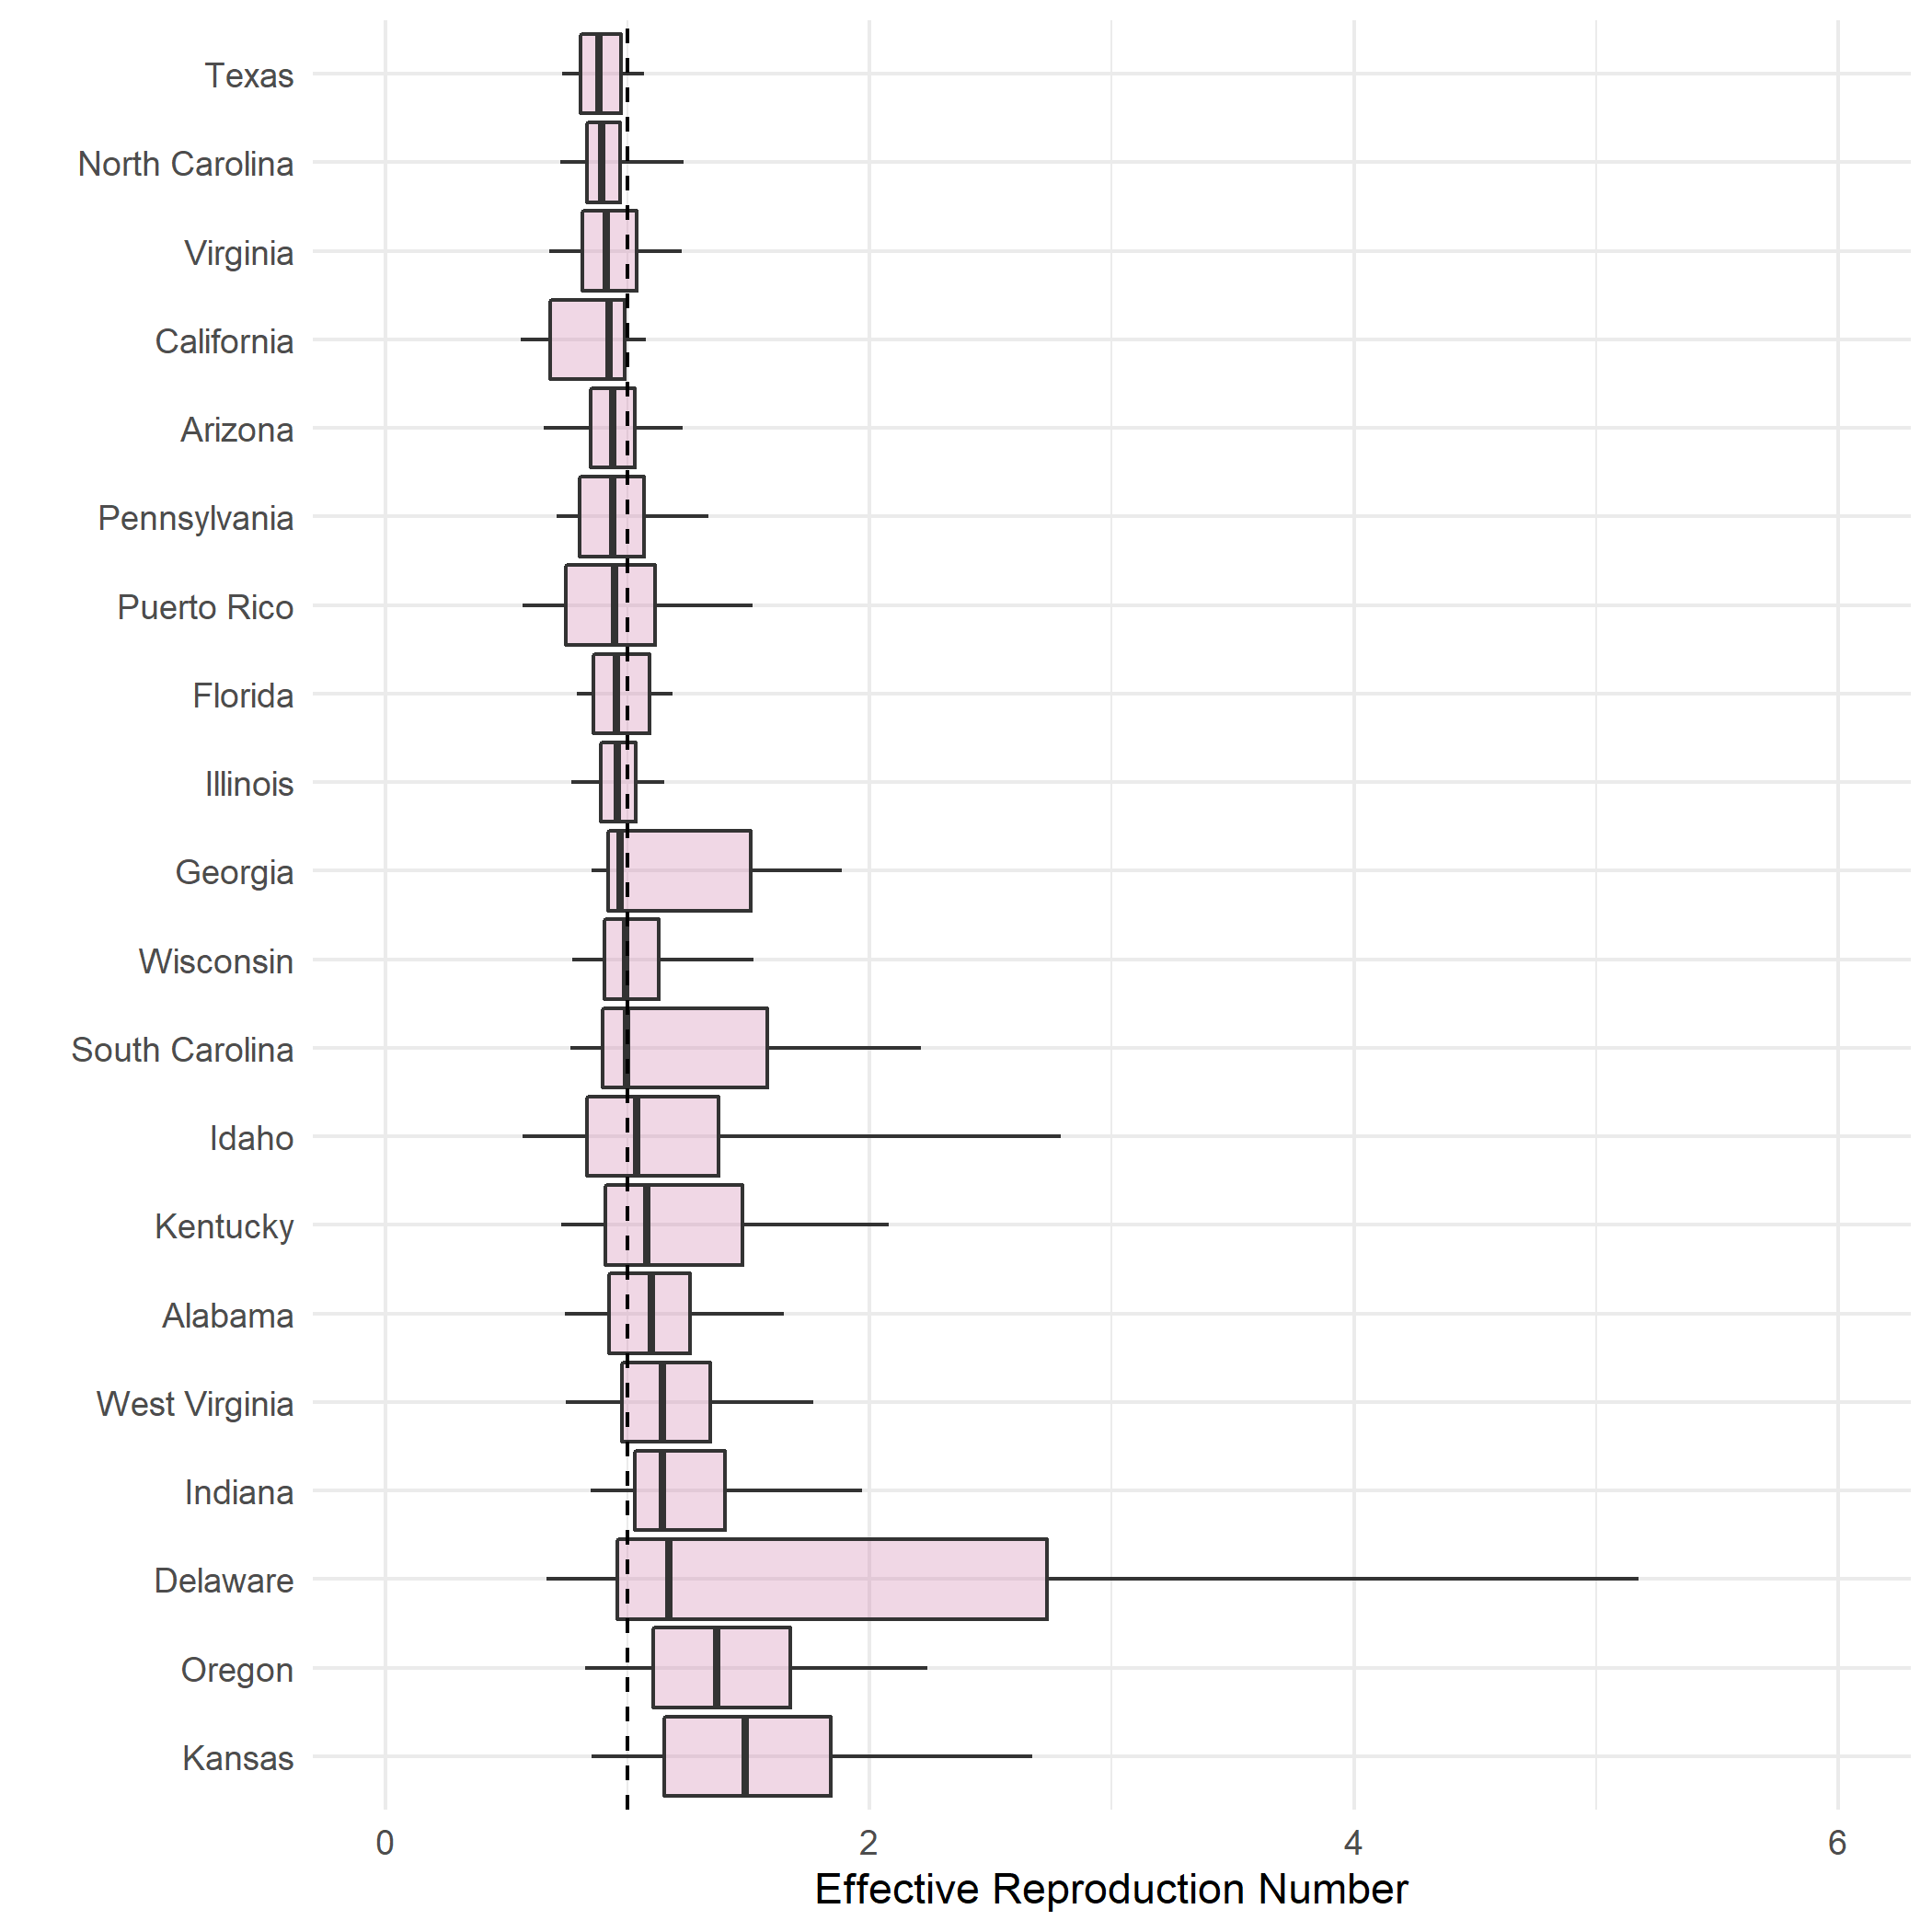 Texas
North Carolina
Virginia
California
Arizona
Pennsylvania
Puerto Rico
Florida
Illinois
Georgia
Wisconsin
South Carolina
Idaho
Kentucky
Alabama
West Virginia
Indiana
Delaware
Oregon
Kansas
0 2 4 6
Effective Reproduction Number